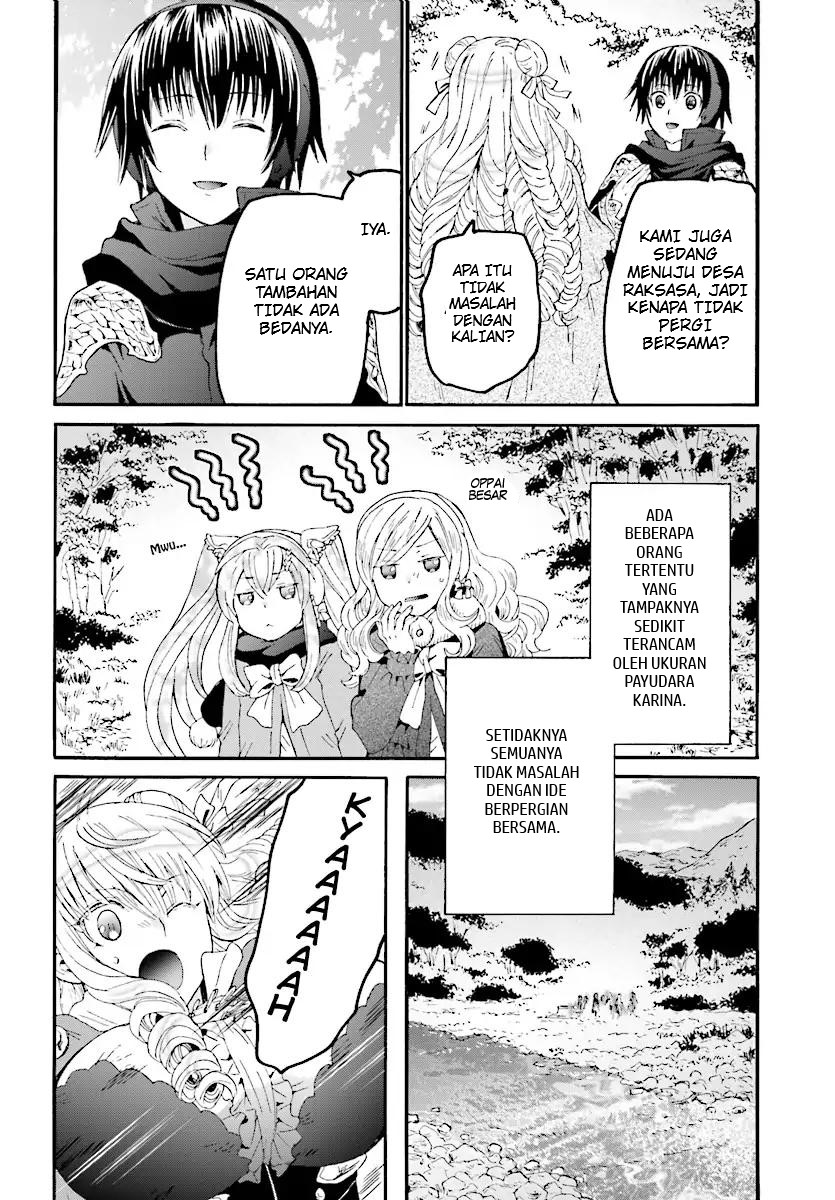 KAMI JUGA
SEDANG
MENUJU DESA
RAKSASA, JADI
KENAPA TIDAK
PERGI
BERSAMA?
APA ITU
TIDAK
MASALAH
DENGAN
KALIAN?
IYA.
SATU ORANG
TAMBAHAN
TIDAK ADA
BEDANYA.
ADA
BEBERAPA
ORANG
TERTENTU
YANG
TAMPAKNYA
SEDIKIT
TERANCAM
OLEH UKURAN
PAYUDARA
KARINA.
OPPAI
BESAR
MWU...
SETIDAKNYA
SEMUANYA
TIDAK MASALAH
DENGAN IDE
BERPERGIAN
BERSAMA.
KYAAAAAAH